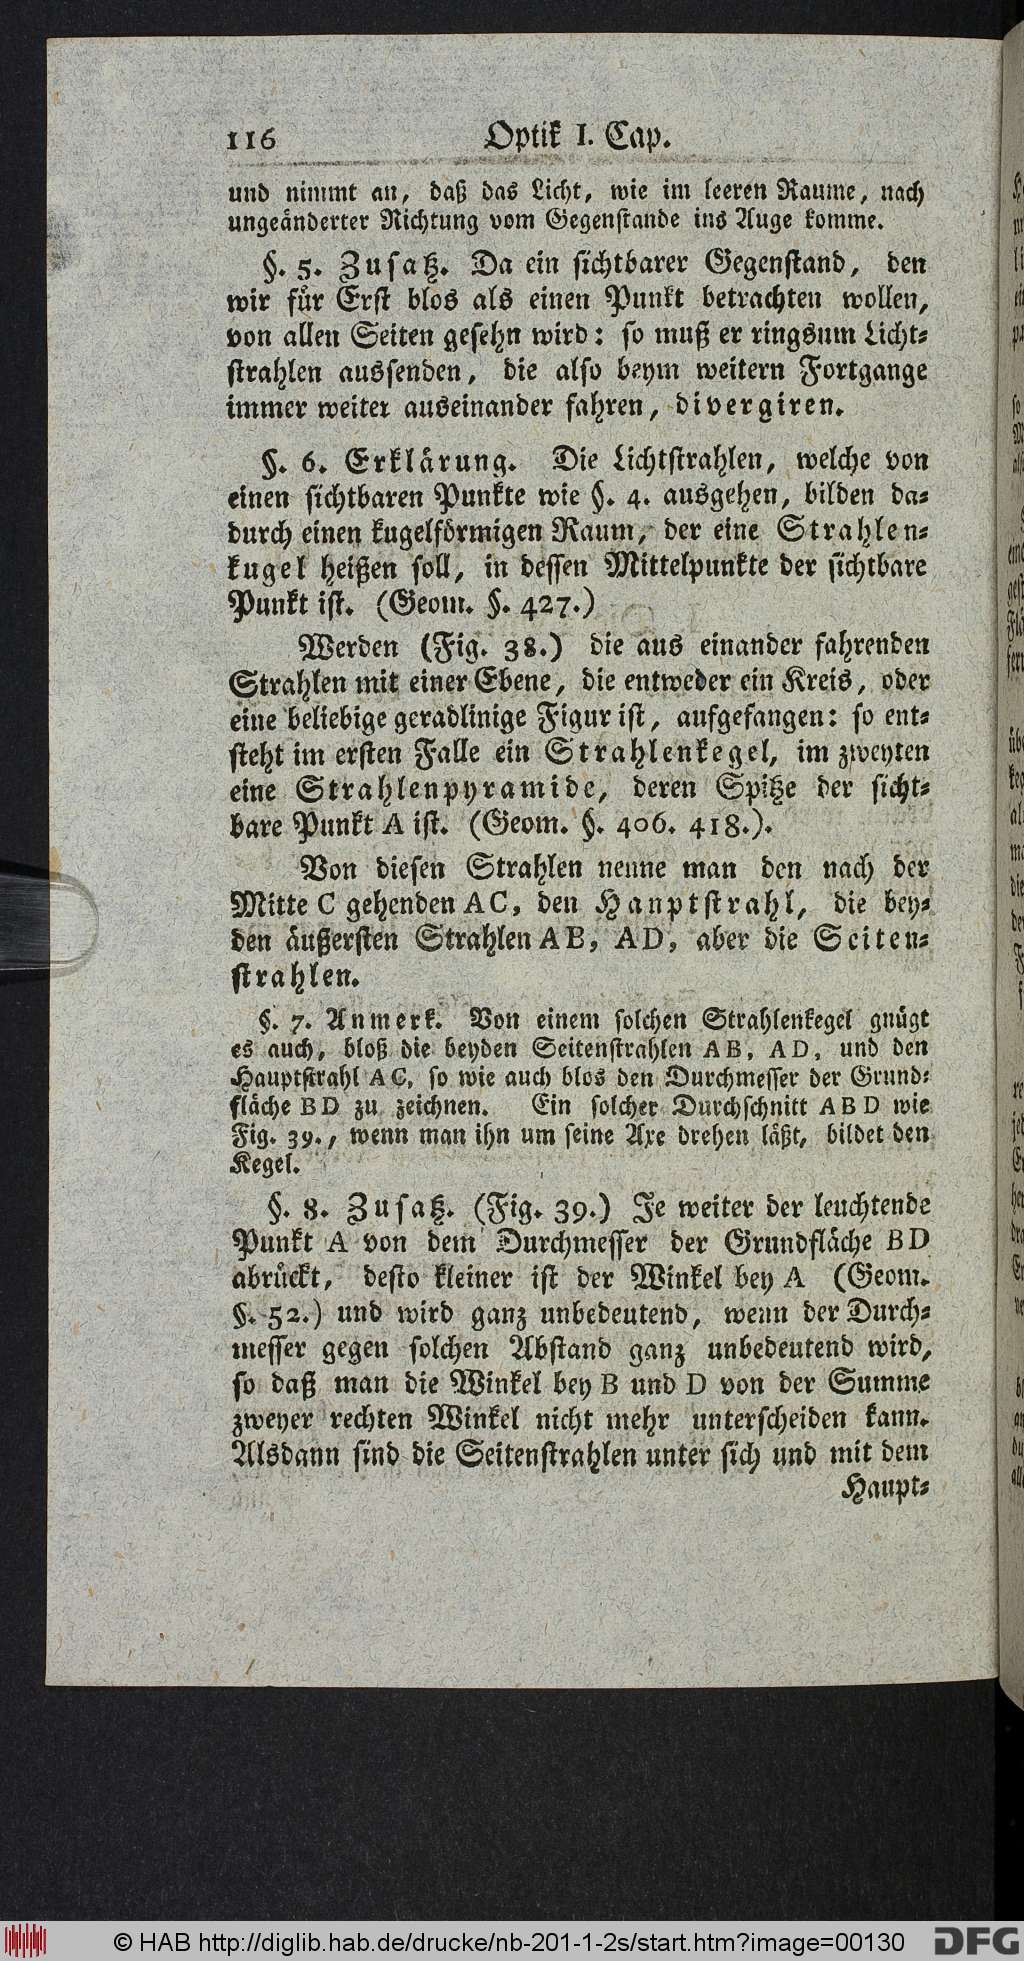 116 Optik I. Cap.
und nimmt an, daß das Licht, wie im leeren Raume, nach
ungeänderter Richtung vom Gegenstande ins Auge komme.
§. 5. Zusatz. Da ein sichtbarer Gegenstand, den
wir für Erst blos als einen Punkt betrachten wollen,
von allen Seiten gesehn wird: so muß er ringsum Licht-
strahlen aussenden, die also beym weitern Fortgange
immer weiter auseinander fahren, divergiren.
§. 6. Erklärung. Die Lichtstrahlen, welche von
einen sichtbaren Punkte wie §. 4. ausgehen, bilden da-
durch einen kugelförmigen Raum, der eine Strahlen-
kugel heißen soll, in dessen Mittelpunkte der sichtbare
Punkt ist. (Geom. §. 427.)
Werden (Fig. 38.) die aus einander fahrenden
Strahlen mit einer Ebene, die entweder ein Kreis, oder
eine beliebige geradlinige Figur ist, aufgefangen: so ent-
steht im ersten Falle ein Strahlenkegel, im zweyten
eine Strahlenpyramide, deren Spitze der sicht-
bare Punkt A ist. (Geom. §. 406. 418.).
Von diesen Strahlen nenne man den nach der
Mitte C gehenden AC, den Hanptstrahl, die bey-
den äußersten Strahlen AB, AD, aber die Seiten-
strahlen.
§. 7. Anmerk. Von einem solchen Strahlenkegel gnügt
es auch, bloß die beyden Seitenstrahlen AB, AD, und den
Hauptstrahl AC, so wie auch blos den Durchmesser der Grund-
fläche BD zu zeichnen. Ein solcher Durchschnitt ABD wie
Fig. 39., wenn man ihn um seine Axe drehen läßt, bildet den
Kegel.
§. 8. Zusatz. (Fig. 39.) Je weiter der leuchtende
Punkt A von dem Durchmesser der Grundfläche BD
abrückt, desto kleiner ist der Winkel bey A (Geom.
§. 52.) und wird ganz unbedeutend, wenn der Durch-
messer gegen solchen Abstand ganz unbedeutend wird,
so daß man die Winkel bey B und D von der Summe
zweyer rechten Winkel nicht mehr unterscheiden kann.
Alsdann sind die Seitenstrahlen unter sich und mit dem
Haupt-
© HAB http://diglib.hab.de/drucke/nb-201-1-2s/start.htm?image=00130
DFG